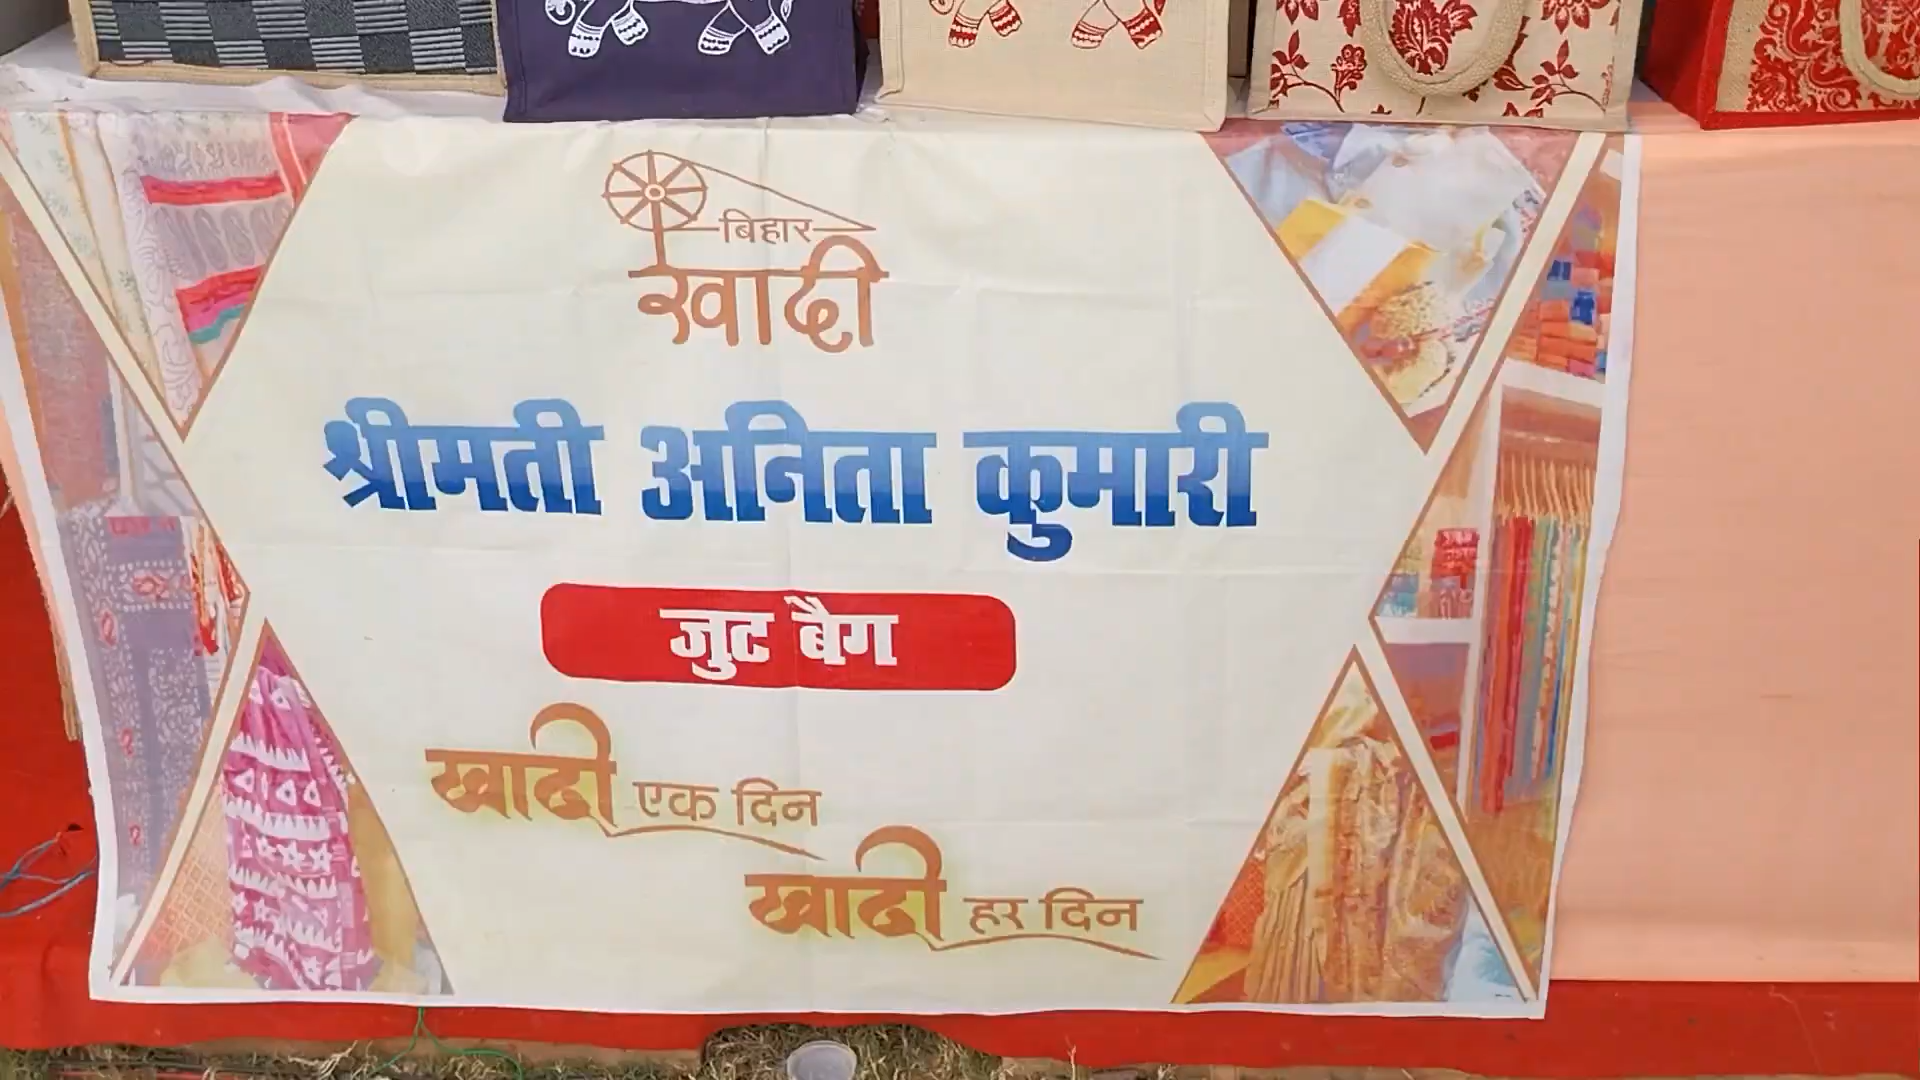 बिहार
खादी
श्रीमती अनिता कुमारी
जुट बैग
खादी एक दिन
खादी हर दिन